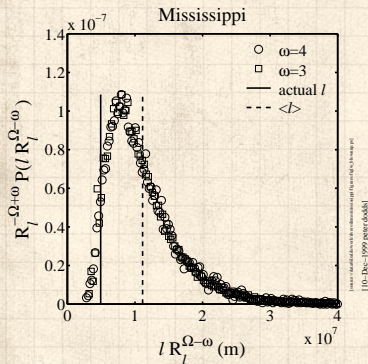 Mississippi
x 10^-7
1.4
1.2
1
0.8
0.6
0.4
0.2
0
R_l^{-Ω+ω} P(l R_l^{Ω-ω})
ω=4
ω=3
actual l
<l>
0
1
2
3
4
x 10^7
l R_l^{Ω-ω} (m)
110-Dec-1999 peter dodds]